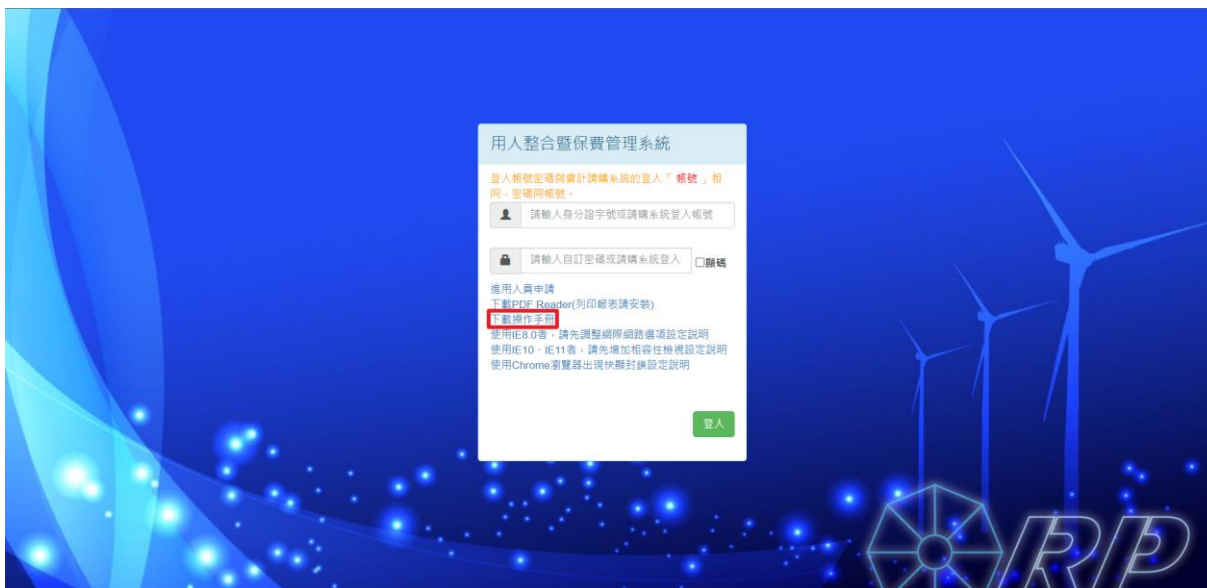 用人整合暨保費管理系統
登入帳號密碼與會計請購系統的登入「 帳號 」相
同，密碼同帳號。
請輸入身分證字號或請購系統登入帳號
請輸入自訂密碼或請購系統登入
顯碼
進用人員申請
下載PDF Reader(列印報表請安裝)
下載操作手冊
使用IE8.0者，請先調整網際網路選項設定說明
使用IE10、IE11者，請先增加相容性檢視設定說明
使用Chrome瀏覽器出現快顯封鎖設定說明
登入
ORPP